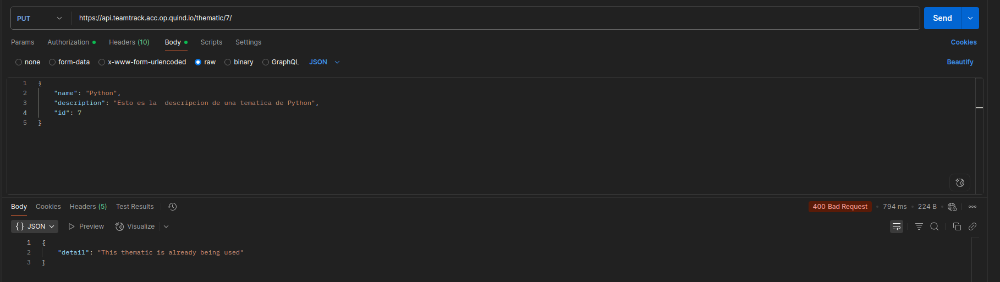 PUT https://api.teamtrack.acc.op.quind.io/thematic/7/ Send
Params Authorization Headers (10) Body Scripts Settings Cookies
none form-data x-www-form-urlencoded raw binary GraphQL JSON Beautify
1 {
2 "name": "Python",
3 "description": "Esto es la  descripcion de una tematica de Python",
4 "id": 7
5 }
Body Cookies Headers (5) Test Results 400 Bad Request • 794 ms • 224 B •
{} JSON Preview Visualize
1 {
2 "detail": "This thematic is already being used"
3 }